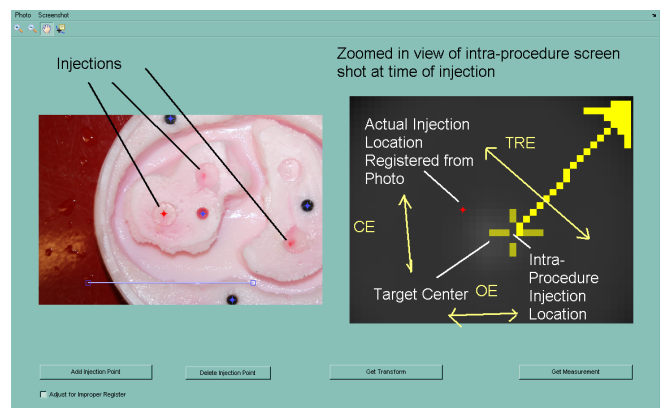 Photo Screenshot
Injections
Zoomed in view of intra-procedure screen
shot at time of injection
Actual Injection
Location
Registered from
Photo
TRE
CE
Target Center
OE
Intra-
Procedure
Injection
Location
Add Injection Point
Delete Injection Point
Get Transform
Get Measurement
Adjust for Improper Register